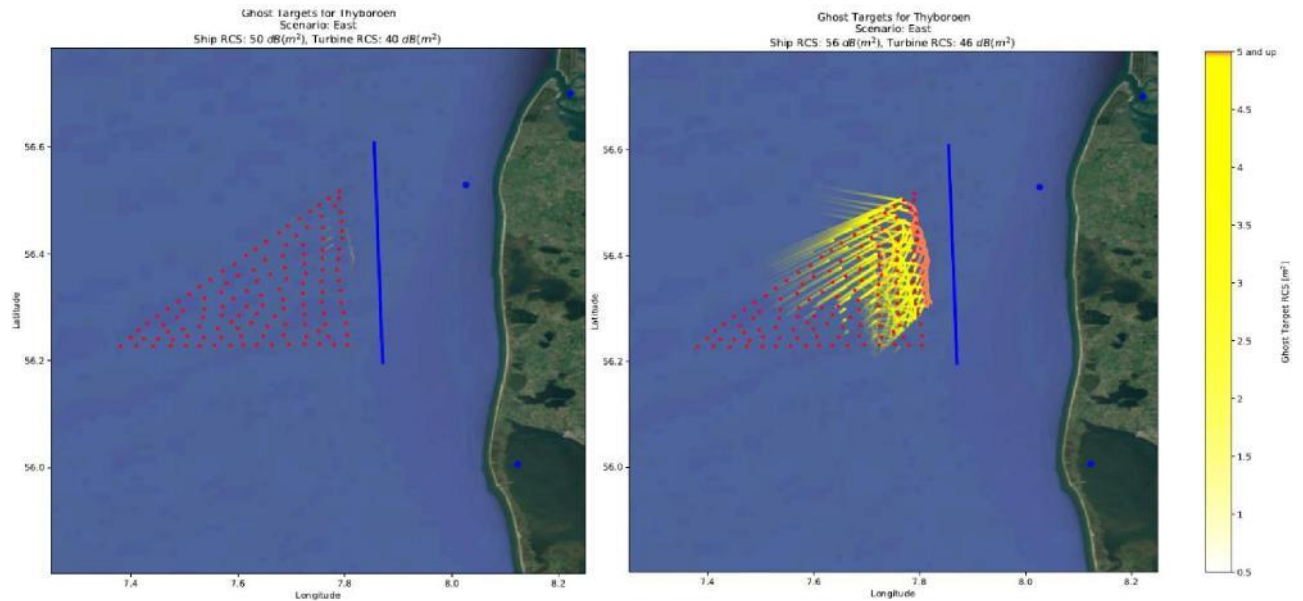 Ghost Targets for Thyboroen
Scenario: East
Ship RCS: 50 dB(m²), Turbine RCS: 40 dB(m²)
56.6
56.4
56.2
56.0
Latitude
7.4
7.6
7.8
8.0
8.2
Longitude
Ghost Targets for Thyboroen
Scenario: East
Ship RCS: 56 dB(m²), Turbine RCS: 46 dB(m²)
56.6
56.4
56.2
56.0
Latitude
7.4
7.6
7.8
8.0
8.2
Longitude
5 and up
4.5
4
3.5
3
2.5
2
1.5
1
0.5
Ghost Target RCS [m²]